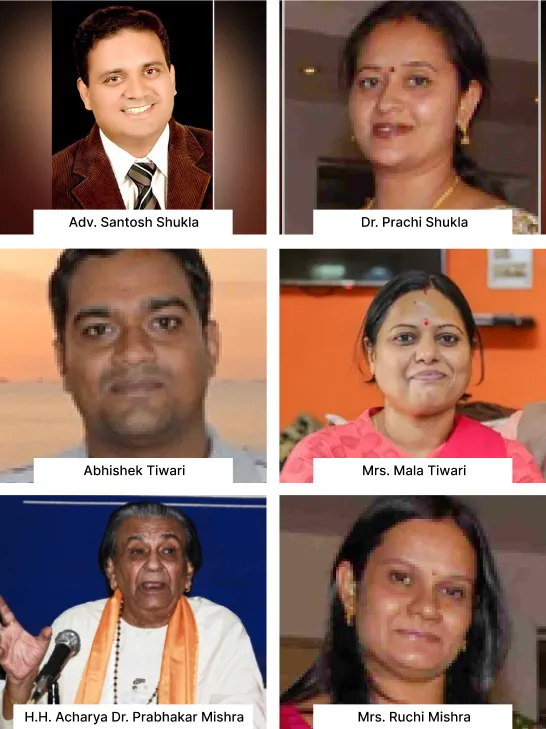 Adv. Santosh Shukla
Dr. Prachi Shukla
Abhishek Tiwari
Mrs. Mala Tiwari
H.H. Acharya Dr. Prabhakar Mishra
Mrs. Ruchi Mishra